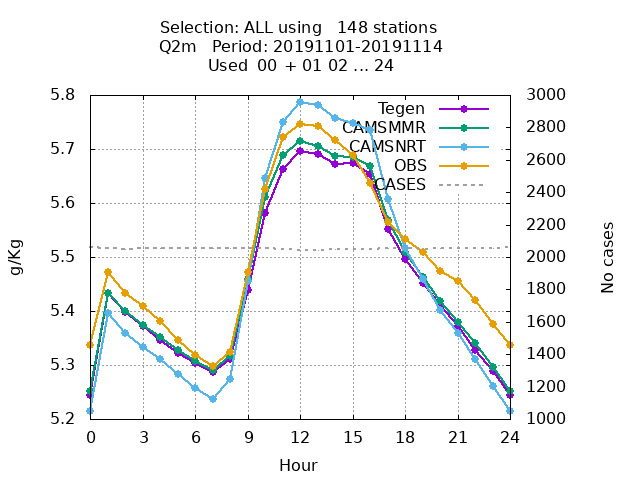 Selection: ALL using   148 stations
Q2m   Period: 20191101-20191114
Used  00 + 01 02 ... 24
5.8
5.7
5.6
5.5
5.4
5.3
5.2
g/Kg
Tegen
CAMSMMR
CAMSNRT
OBS
CASES
3000
2800
2600
2400
2200
2000
1800
1600
1400
1200
1000
No cases
0 3 6 9 12 15 18 21 24
Hour